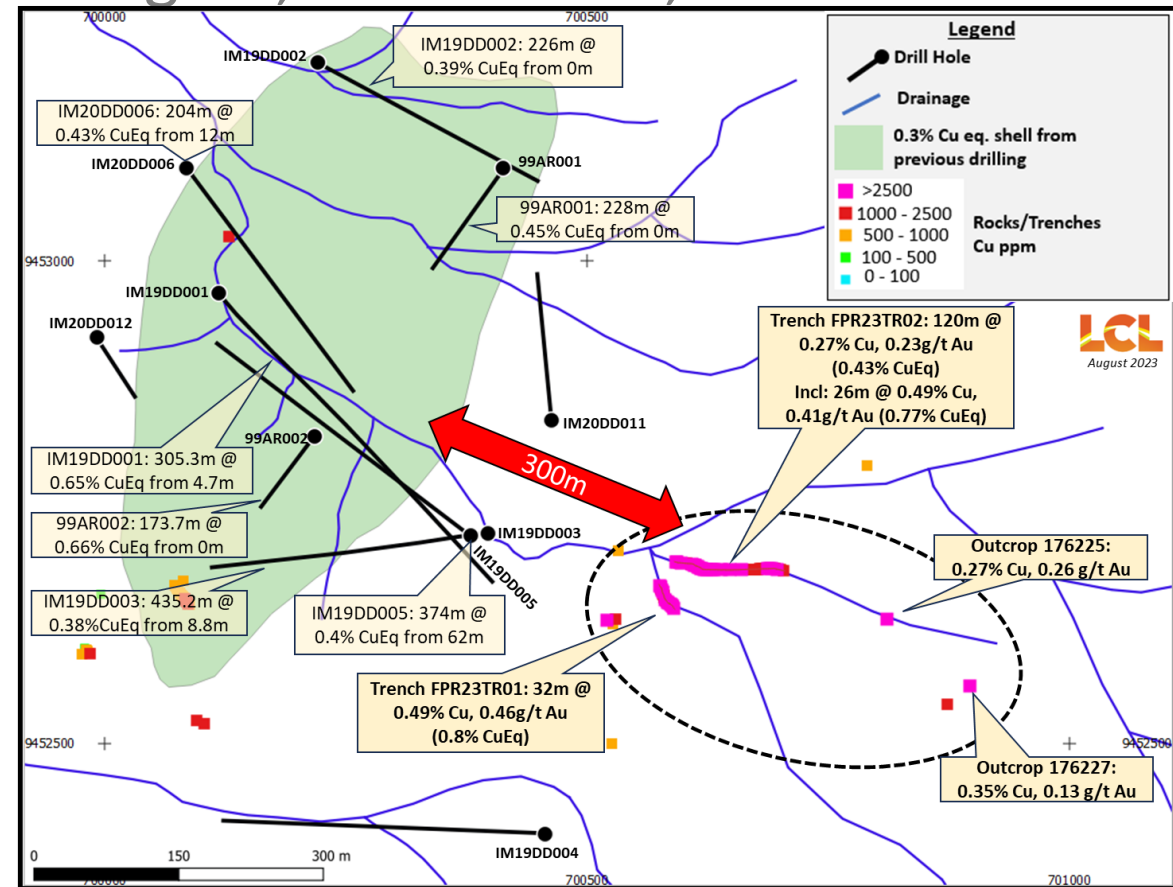 700000
700500
IM19DD002
IM19DD002: 226m @
0.39% CuEq from 0m
Legend
Drill Hole
Drainage
0.3% Cu eq. shell from
previous drilling
>2500
1000 - 2500
500 - 1000
100 - 500
0 - 100
Rocks/Trenches
Cu ppm
IM20DD006: 204m @
0.43% CuEq from 12m
IM20DD006
99AR001
99AR001: 228m @
0.45% CuEq from 0m
9453000
IM19DD001
IM20DD012
LCL
August 2023
Trench FPR23TR02: 120m @
0.27% Cu, 0.23g/t Au
(0.43% CuEq)
Incl: 26m @ 0.49% Cu,
0.41g/t Au (0.77% CuEq)
IM20DD011
99AR002
300m
IM19DD001: 305.3m @
0.65% CuEq from 4.7m
99AR002: 173.7m @
0.66% CuEq from 0m
IM19DD003
IM19DD005
Outcrop 176225:
0.27% Cu, 0.26 g/t Au
IM19DD003: 435.2m @
0.38%CuEq from 8.8m
IM19DD005: 374m @
0.4% CuEq from 62m
Trench FPR23TR01: 32m @
0.49% Cu, 0.46g/t Au
(0.8% CuEq)
9452500
9452500
Outcrop 176227:
0.35% Cu, 0.13 g/t Au
IM19DD004
0 150 300 m
700000
700500
701000